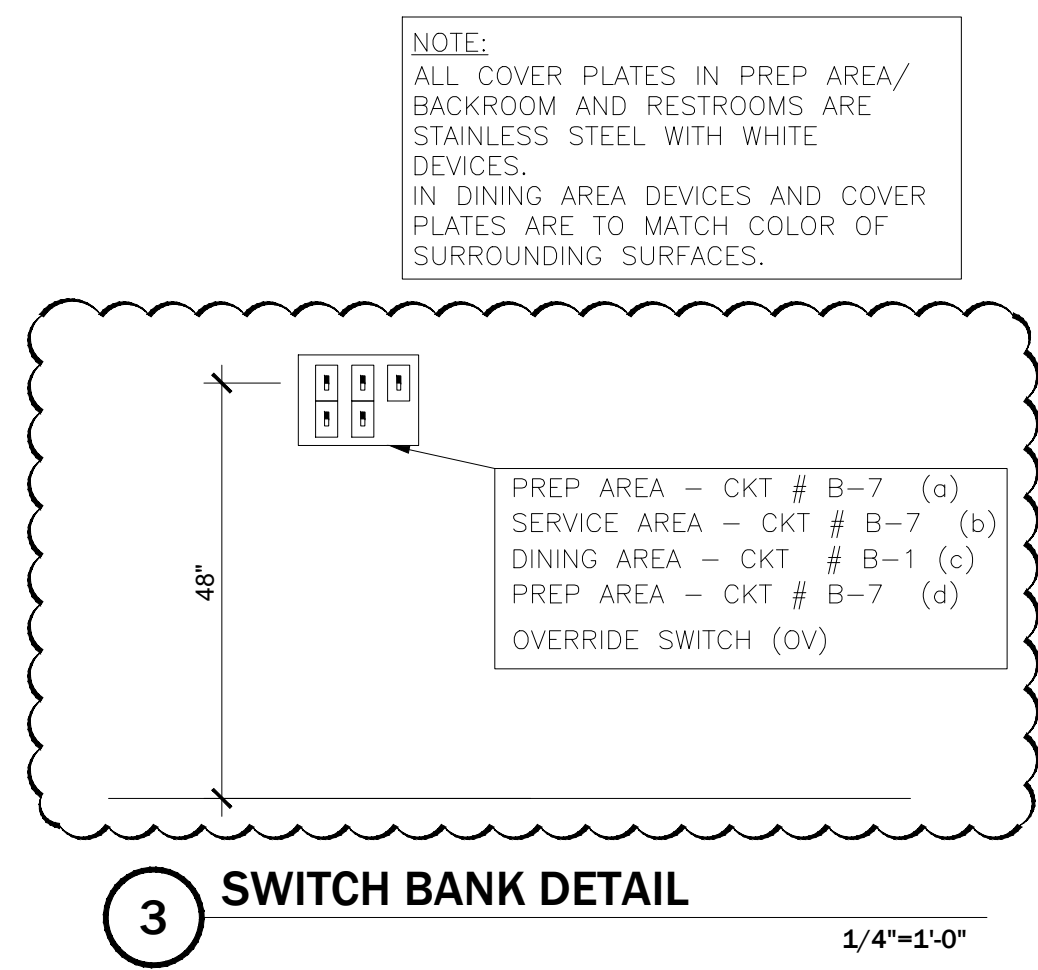 NOTE:
ALL COVER PLATES IN PREP AREA/
BACKROOM AND RESTROOMS ARE
STAINLESS STEEL WITH WHITE
DEVICES.
IN DINING AREA DEVICES AND COVER
PLATES ARE TO MATCH COLOR OF
SURROUNDING SURFACES.
PREP AREA – CKT # B–7 (a)
SERVICE AREA – CKT # B–7 (b)
DINING AREA – CKT # B–1 (c)
PREP AREA – CKT # B–7 (d)
OVERRIDE SWITCH (OV)
48"
3
SWITCH BANK DETAIL
1/4"=1'-0"